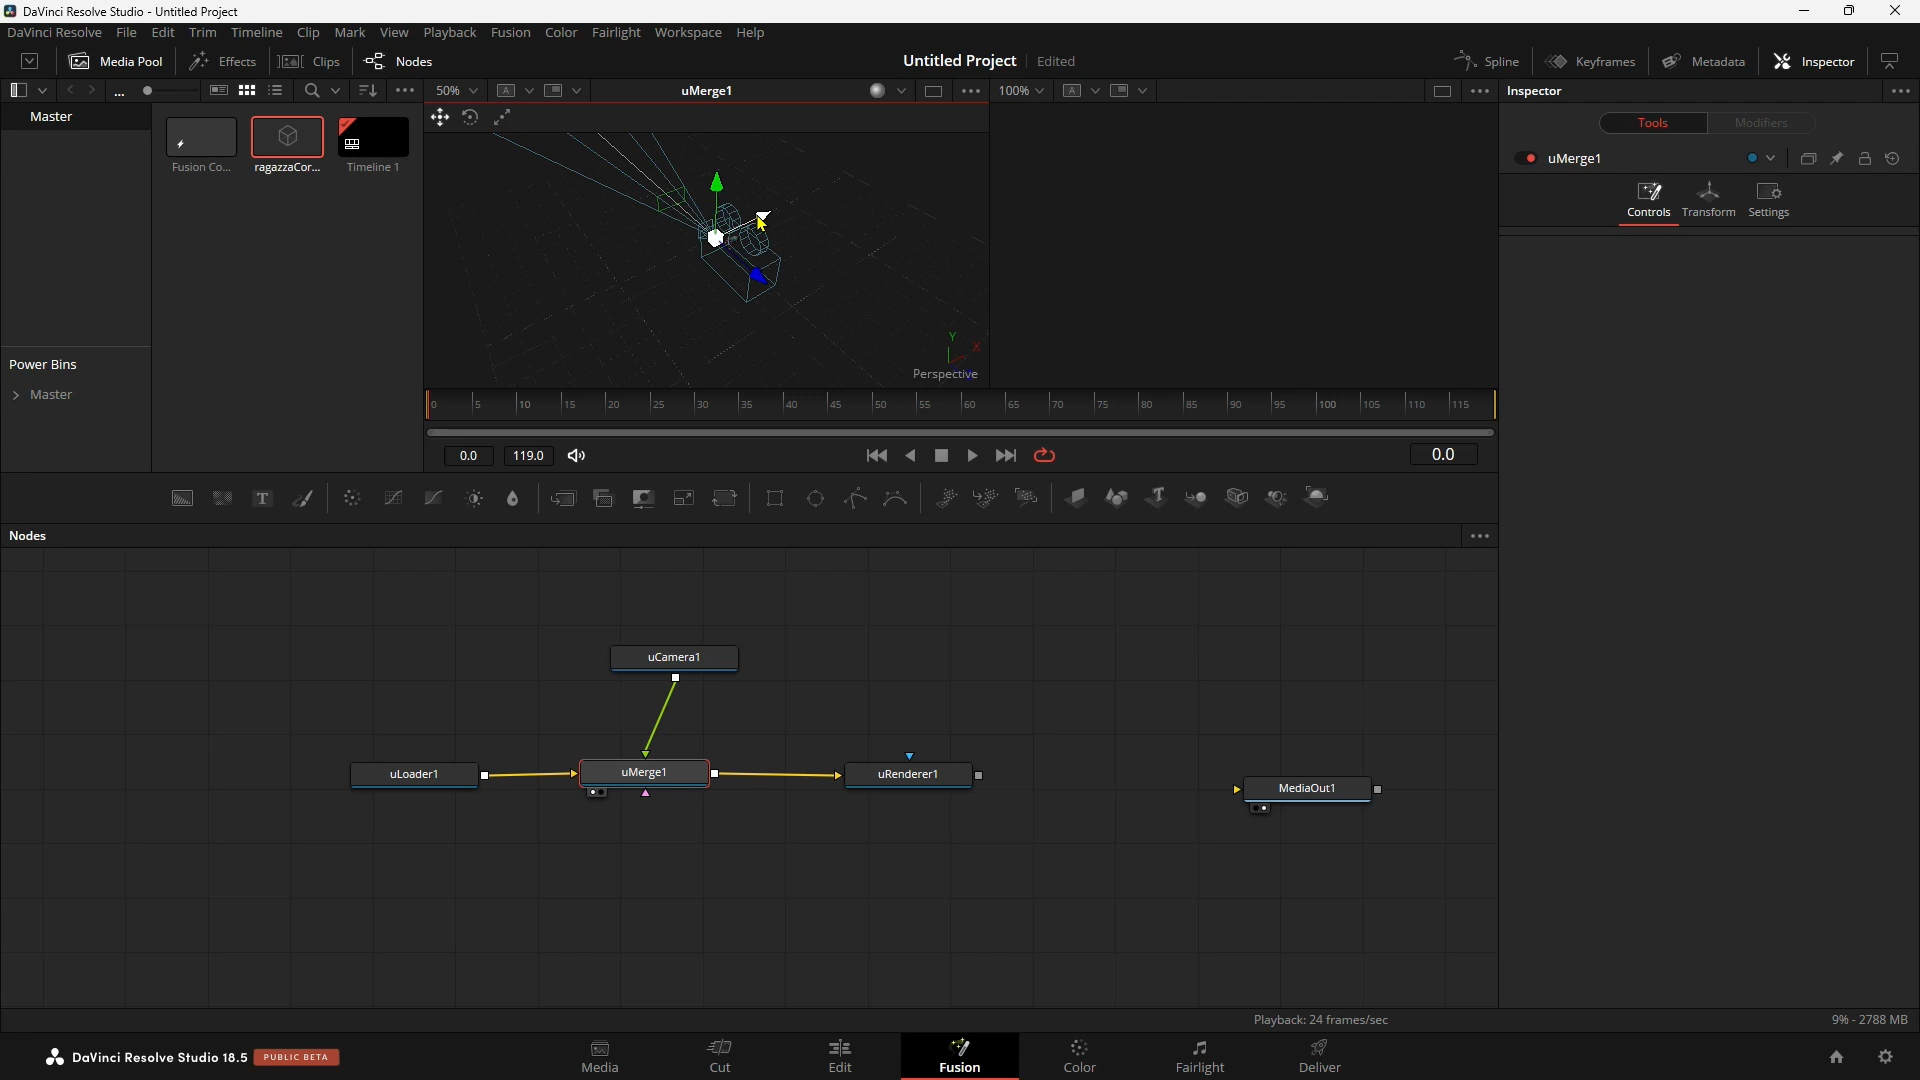 DaVinci Resolve Studio - Untitled Project
DaVinci Resolve File Edit Trim Timeline Clip Mark View Playback Fusion Color Fairlight Workspace Help
Media Pool Effects Clips Nodes Untitled Project Edited Spline Keyframes Metadata Inspector
... 50% A uMerge1 100% A Inspector
Master
Tools Modifiers
Fusion Co... ragazzaCor... Timeline 1
uMerge1
Controls Transform Settings
Y
X
Perspective
Power Bins
Master
0 5 10 15 20 25 30 35 40 45 50 55 60 65 70 75 80 85 90 95 100 105 110 115
0.0 119.0 0.0
T T
Nodes
uCamera1
uLoader1 uMerge1 uRenderer1 MediaOut1
Playback: 24 frames/sec 9% - 2788 MB
DaVinci Resolve Studio 18.5 PUBLIC BETA
Media Cut Edit Fusion Color Fairlight Deliver